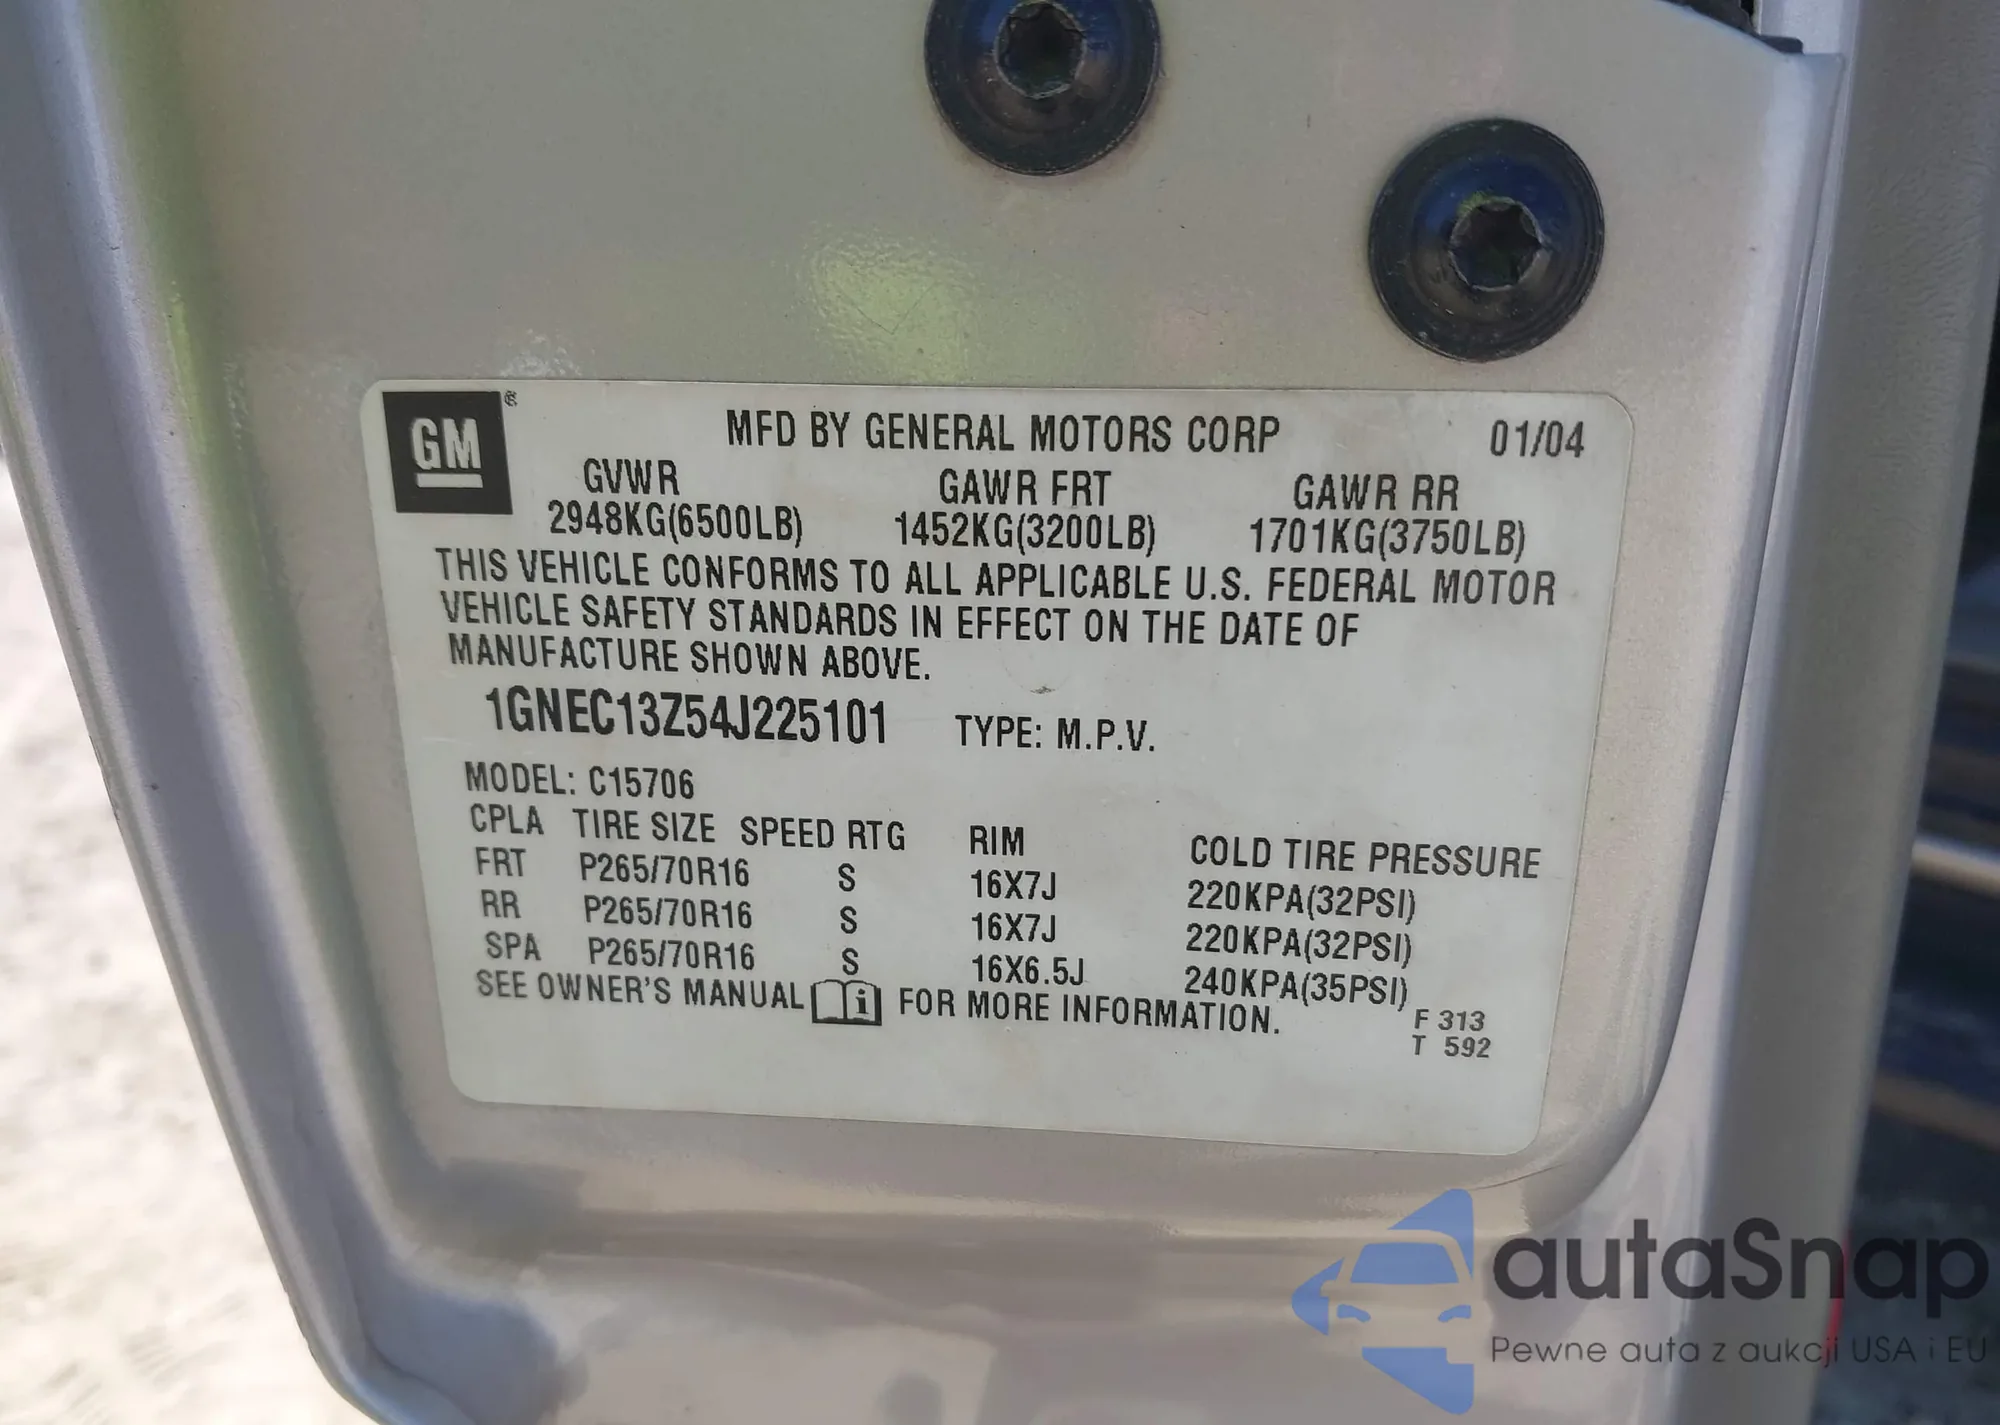 GM®
MFD BY GENERAL MOTORS CORP 01/04
GVWR GAWR FRT GAWR RR
2948KG(6500LB) 1452KG(3200LB) 1701KG(3750LB)
THIS VEHICLE CONFORMS TO ALL APPLICABLE U.S. FEDERAL MOTOR
VEHICLE SAFETY STANDARDS IN EFFECT ON THE DATE OF
MANUFACTURE SHOWN ABOVE.
1GNEC13Z54J225101 TYPE: M.P.V.
MODEL: C15706
CPLA TIRE SIZE SPEED RTG RIM COLD TIRE PRESSURE
FRT P265/70R16 S 16X7J 220KPA(32PSI)
RR P265/70R16 S 16X7J 220KPA(32PSI)
SPA P265/70R16 S 16X6.5J 240KPA(35PSI)
SEE OWNER'S MANUAL i FOR MORE INFORMATION.
F 313
T 592
autaSnap
Pewne auta z aukcji USA i EU